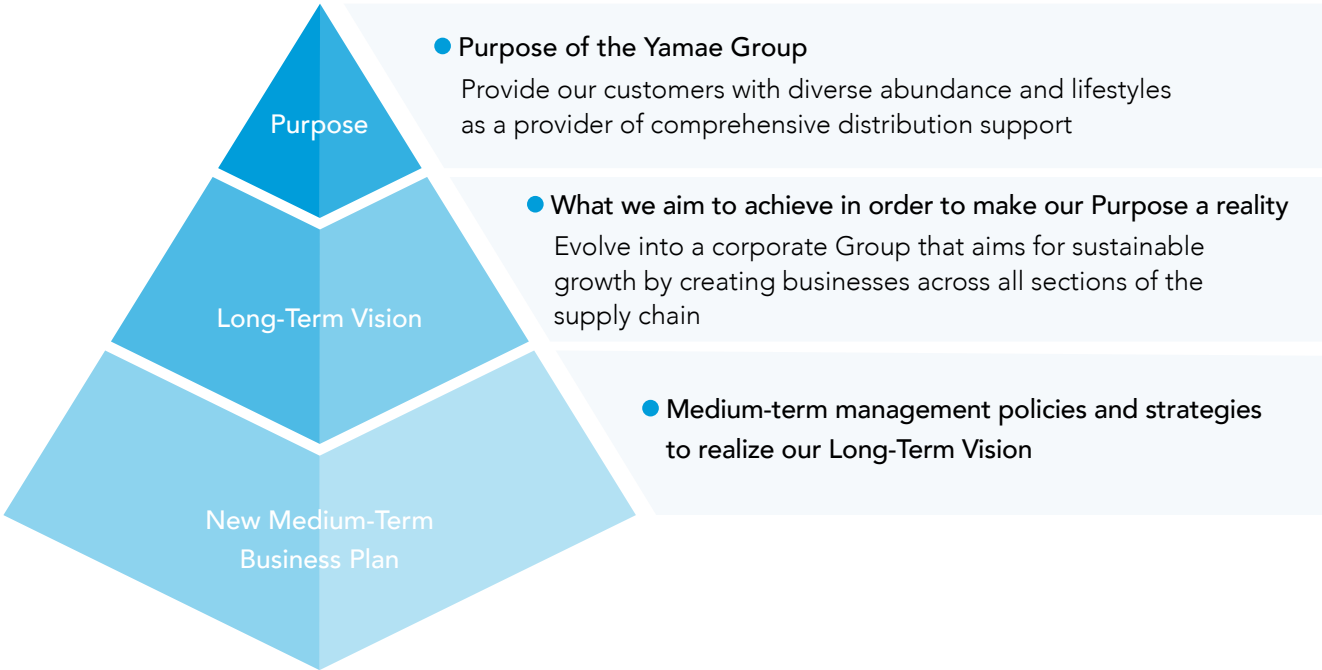 Purpose
Purpose of the Yamae Group
Provide our customers with diverse abundance and lifestyles
as a provider of comprehensive distribution support
Long-Term Vision
What we aim to achieve in order to make our Purpose a reality
Evolve into a corporate Group that aims for sustainable
growth by creating businesses across all sections of the
supply chain
New Medium-Term
Business Plan
Medium-term management policies and strategies
to realize our Long-Term Vision